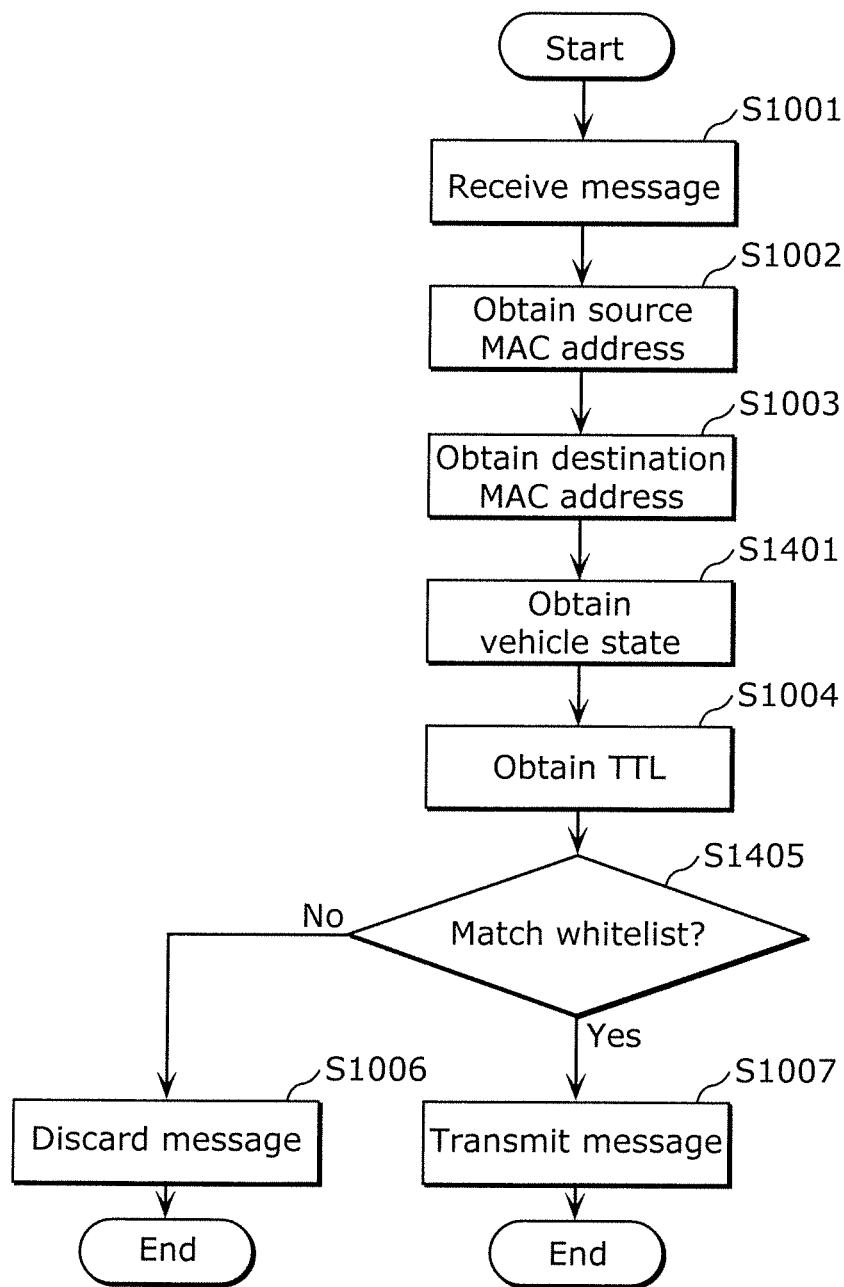 Start
S1001
Receive message
S1002
Obtain source
MAC address
S1003
Obtain destination
MAC address
S1401
Obtain
vehicle state
S1004
Obtain TTL
S1405
Match whitelist?
No
Yes
S1006
Discard message
S1007
Transmit message
End
End